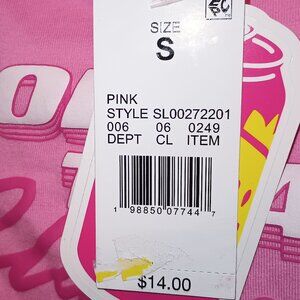 SIZE
S
PINK
STYLE SL00272201
006 06 0249
DEPT CL ITEM
1 98850 07744 7
$14.00